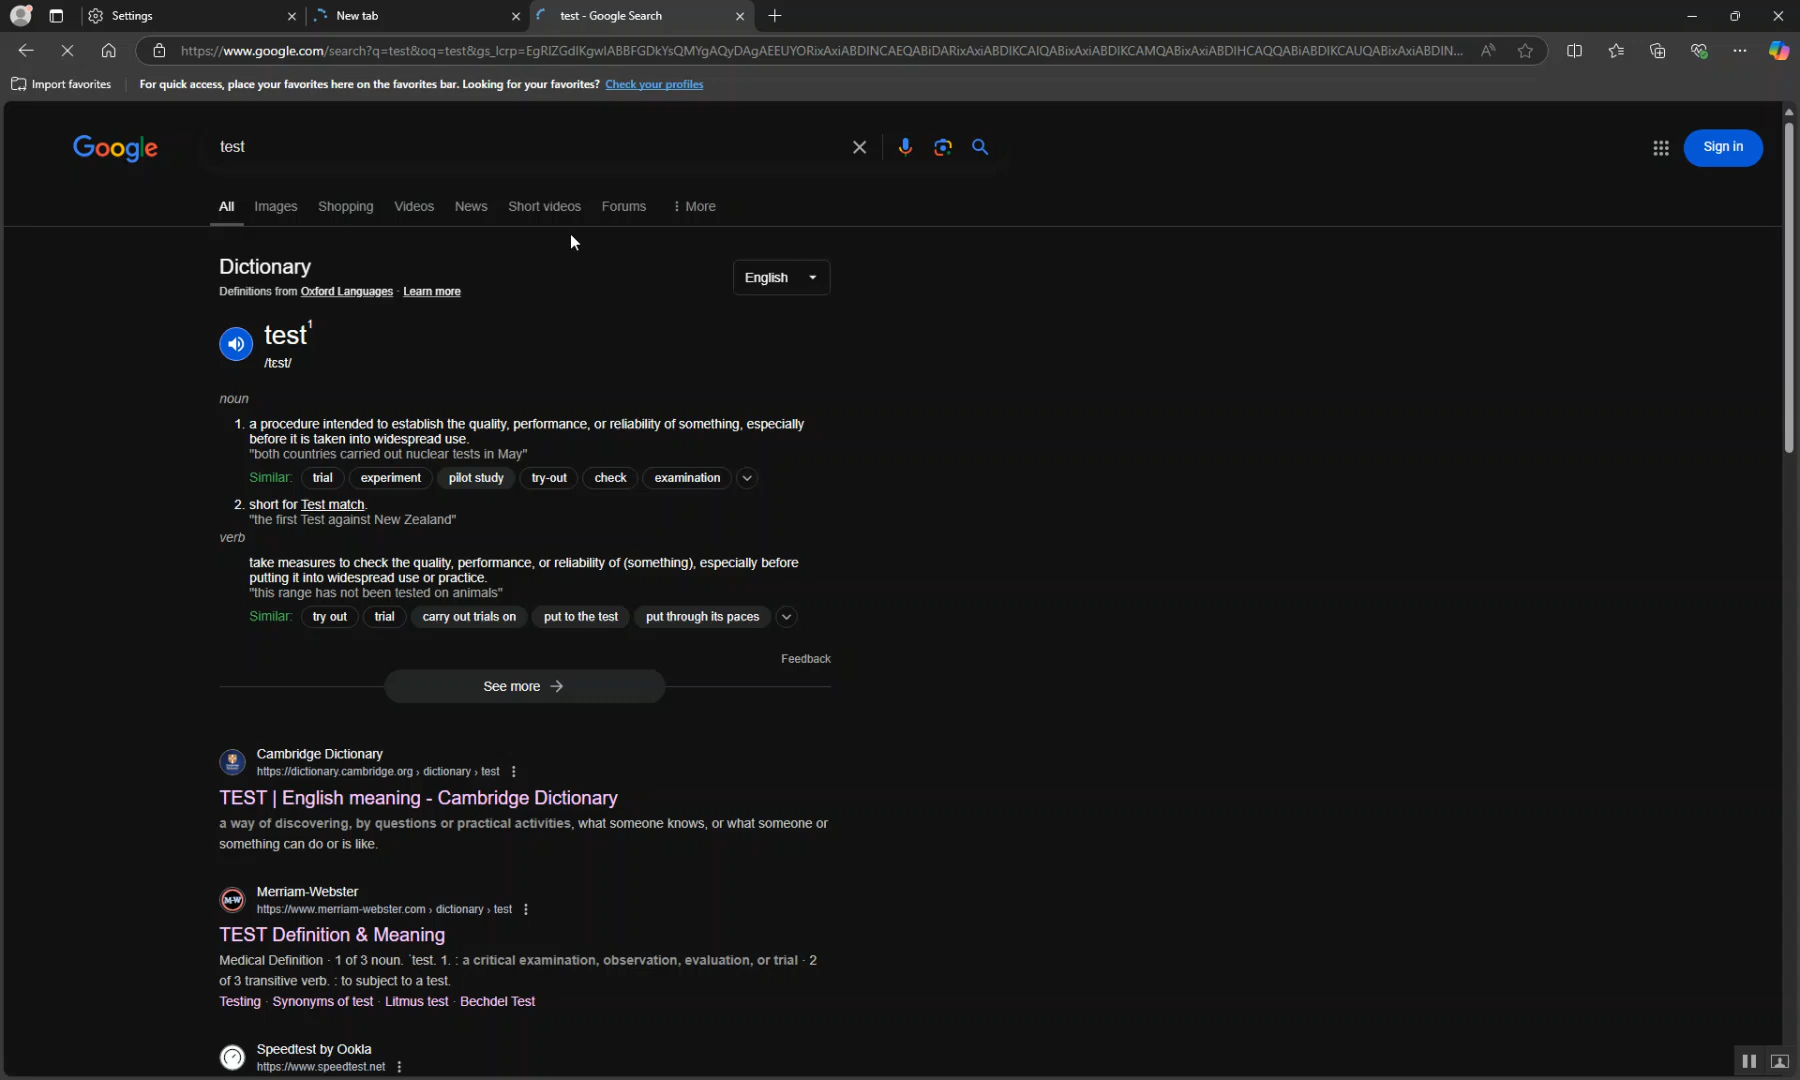 Settings
New tab
test - Google Search
https://www.google.com/search?q=test&oq=test&gs_lcrp=EgRlZGdlKgwIABBFGDkYsQMYgAQyDAgAEEUYORixAxiABDINCAEQABiDARixAxiABDIKCAIQABixAxiABDIKCAMQABixAxiABDIHCAQQABiABDIKCAUQABixAxiABDIN...
Import favorites
For quick access, place your favorites here on the favorites bar. Looking for your favorites? Check your profiles
Google
test
Sign in
All Images Shopping Videos News Short videos Forums More
Dictionary
English
Definitions from Oxford Languages · Learn more
test¹
/tɛst/
noun
1. a procedure intended to establish the quality, performance, or reliability of something, especially
before it is taken into widespread use.
"both countries carried out nuclear tests in May"
Similar: trial experiment pilot study try-out check examination
2. short for Test match.
"the first Test against New Zealand"
verb
take measures to check the quality, performance, or reliability of (something), especially before
putting it into widespread use or practice.
"this range has not been tested on animals"
Similar: try out trial carry out trials on put to the test put through its paces
Feedback
See more
Cambridge Dictionary
https://dictionary.cambridge.org › dictionary › test
TEST | English meaning - Cambridge Dictionary
a way of discovering, by questions or practical activities, what someone knows, or what someone or
something can do or is like.
M-W
Merriam-Webster
https://www.merriam-webster.com › dictionary › test
TEST Definition & Meaning
Medical Definition · 1 of 3 noun. ˈtest. 1. : a critical examination, observation, evaluation, or trial · 2
of 3 transitive verb. : to subject to a test.
Testing · Synonyms of test · Litmus test · Bechdel Test
Speedtest by Ookla
https://www.speedtest.net